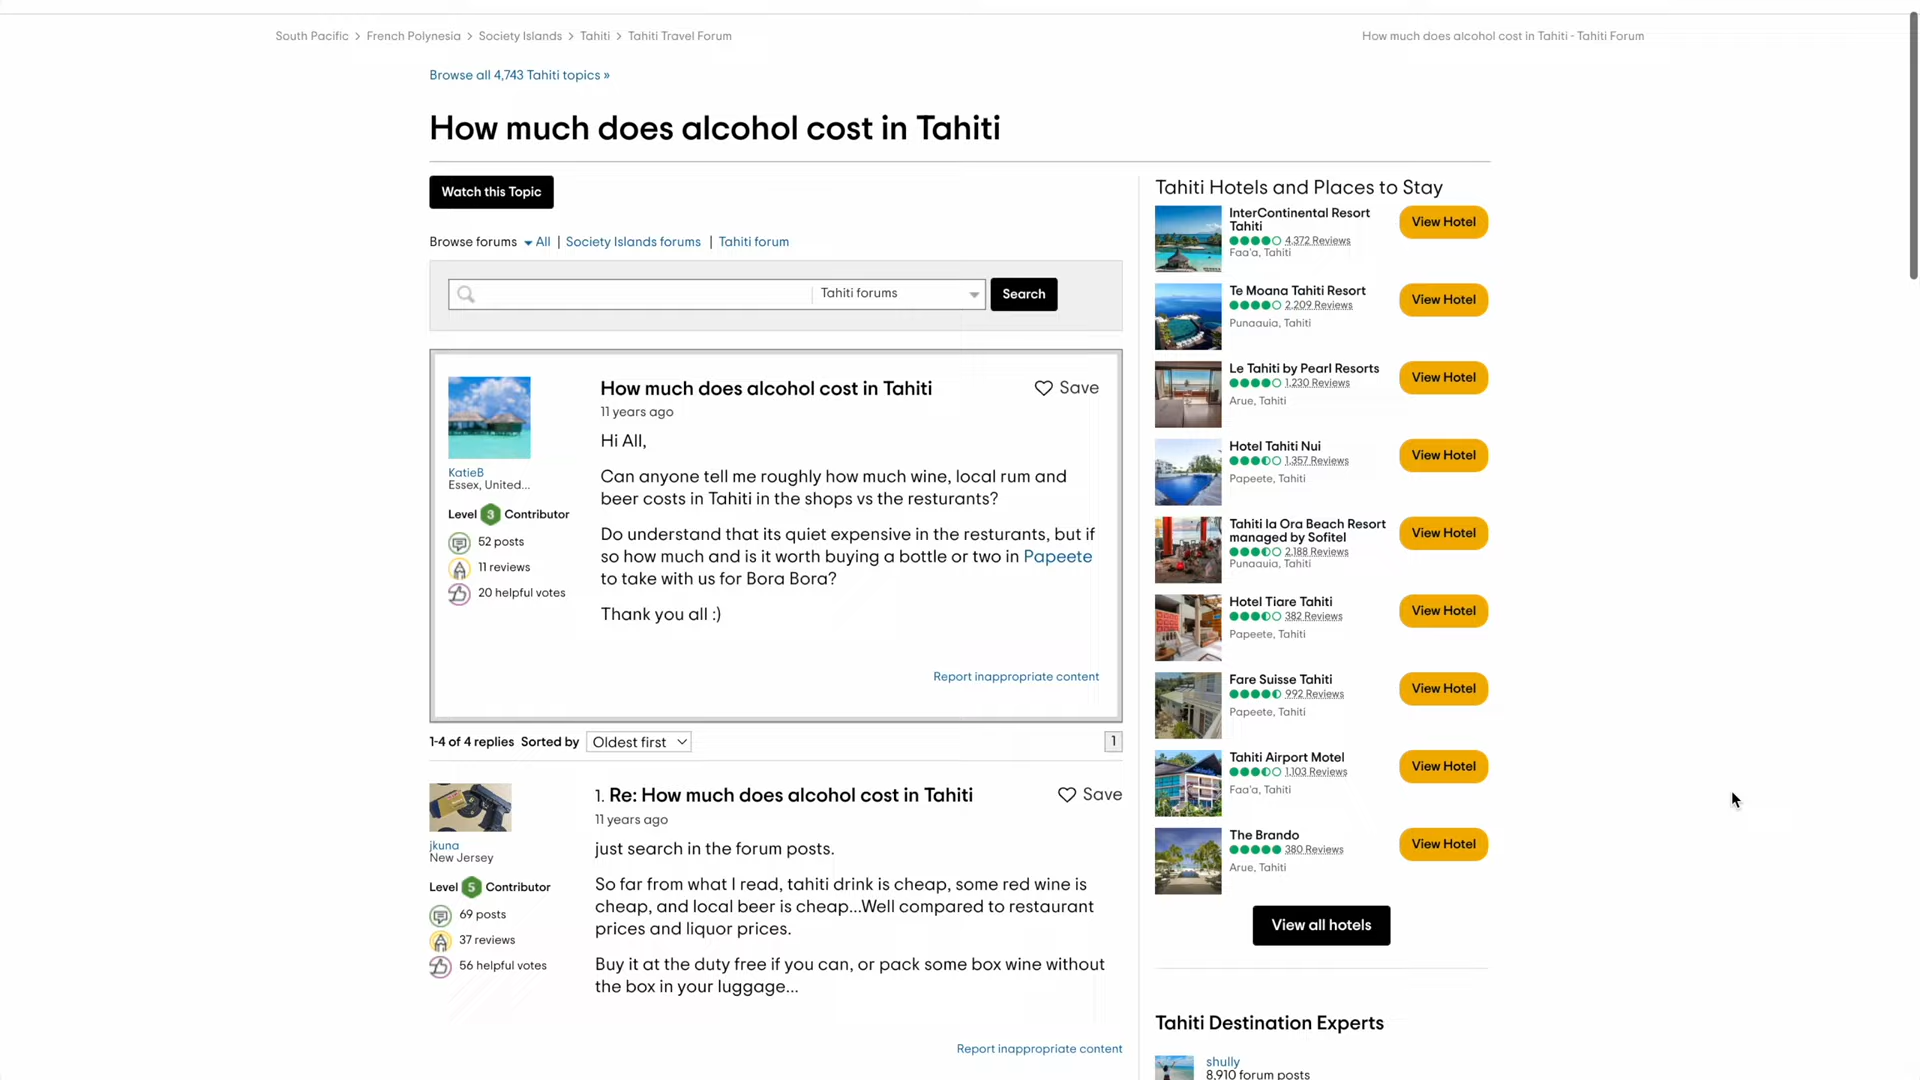 South Pacific > French Polynesia > Society Islands > Tahiti > Tahiti Travel Forum
How much does alcohol cost in Tahiti - Tahiti Forum
Browse all 4,743 Tahiti topics »
How much does alcohol cost in Tahiti
Watch this Topic
Browse forums All | Society Islands forums | Tahiti forum
Tahiti forums
Search
How much does alcohol cost in Tahiti
Save
11 years ago
KatieB
Essex, United...
Level 3 Contributor
52 posts
11 reviews
20 helpful votes
Hi All,
Can anyone tell me roughly how much wine, local rum and
beer costs in Tahiti in the shops vs the resturants?
Do understand that its quiet expensive in the resturants, but if
so how much and is it worth buying a bottle or two in Papeete
to take with us for Bora Bora?
Thank you all :)
Report inappropriate content
1-4 of 4 replies Sorted by Oldest first
1
jkuna
New Jersey
Level 5 Contributor
69 posts
37 reviews
56 helpful votes
1. Re: How much does alcohol cost in Tahiti
Save
11 years ago
just search in the forum posts.
So far from what I read, tahiti drink is cheap, some red wine is
cheap, and local beer is cheap...Well compared to restaurant
prices and liquor prices.
Buy it at the duty free if you can, or pack some box wine without
the box in your luggage...
Report inappropriate content
Tahiti Hotels and Places to Stay
InterContinental Resort
Tahiti
4,372 Reviews
Faa'a, Tahiti
View Hotel
Te Moana Tahiti Resort
2,209 Reviews
Punaauia, Tahiti
View Hotel
Le Tahiti by Pearl Resorts
1,230 Reviews
Arue, Tahiti
View Hotel
Hotel Tahiti Nui
1,357 Reviews
Papeete, Tahiti
View Hotel
Tahiti Ia Ora Beach Resort
managed by Sofitel
2,188 Reviews
Punaauia, Tahiti
View Hotel
Hotel Tiare Tahiti
382 Reviews
Papeete, Tahiti
View Hotel
Fare Suisse Tahiti
992 Reviews
Papeete, Tahiti
View Hotel
Tahiti Airport Motel
1,103 Reviews
Faa'a, Tahiti
View Hotel
The Brando
380 Reviews
Arue, Tahiti
View Hotel
View all hotels
Tahiti Destination Experts
shully
8,910 forum posts